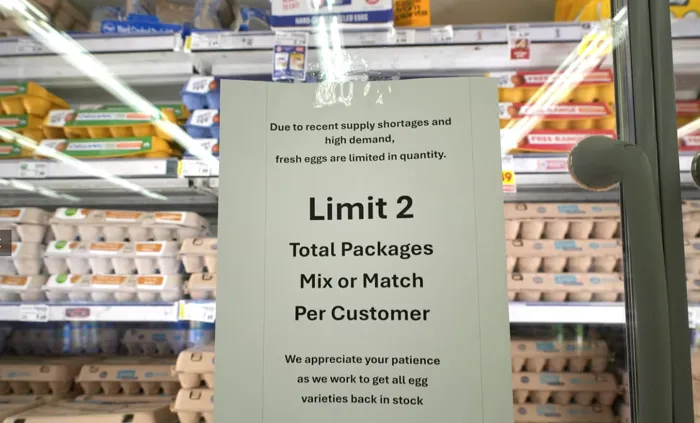 Due to recent supply shortages and
high demand,
fresh eggs are limited in quantity.
Limit 2
Total Packages
Mix or Match
Per Customer
We appreciate your patience
as we work to get all egg
varieties back in stock
FREE RANGE